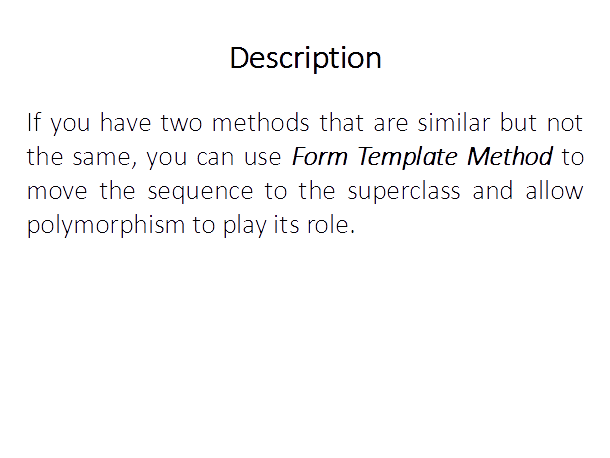 Description
If you have two methods that are similar but not
the same, you can use Form Template Method to
move the sequence to the superclass and allow
polymorphism to play its role.